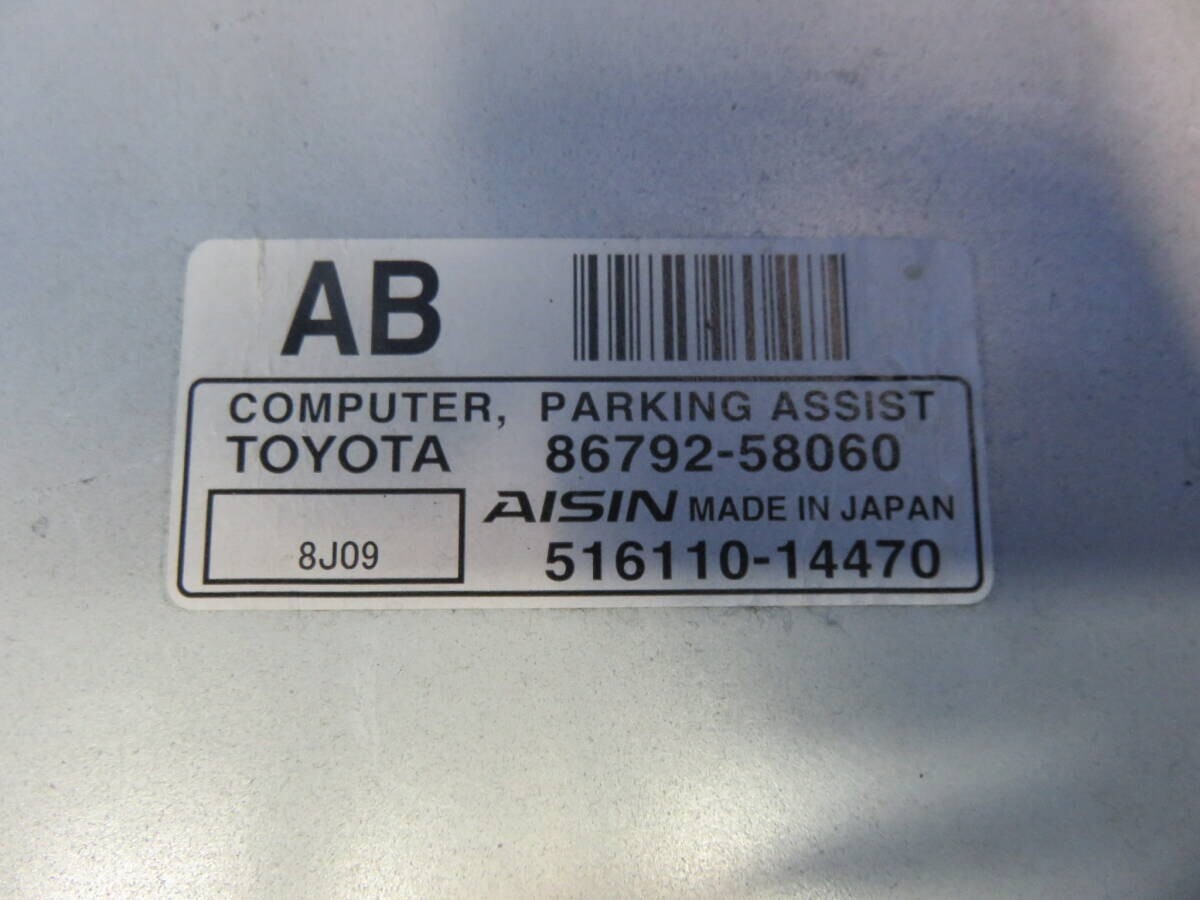 AB
COMPUTER, PARKING ASSIST
TOYOTA 86792-58060
AISIN MADE IN JAPAN
8J09 516110-14470